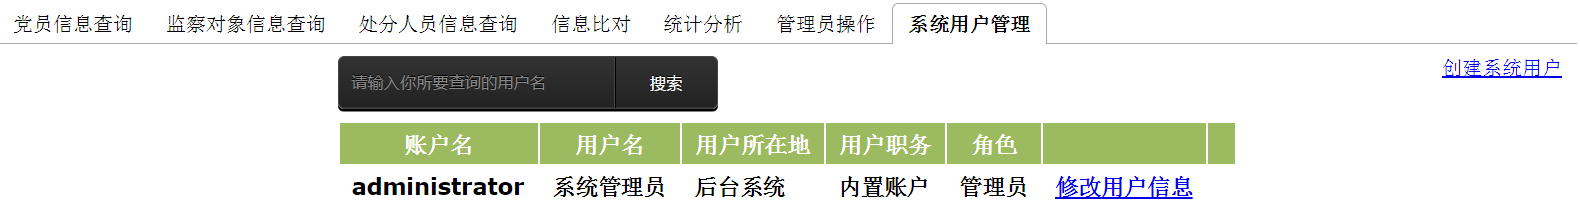 党员信息查询 监察对象信息查询 处分人员信息查询 信息比对 统计分析 管理员操作 系统用户管理
请输入你所要查询的用户名 搜索 创建系统用户
账户名 用户名 用户所在地 用户职务 角色
administrator 系统管理员 后台系统 内置账户 管理员 修改用户信息